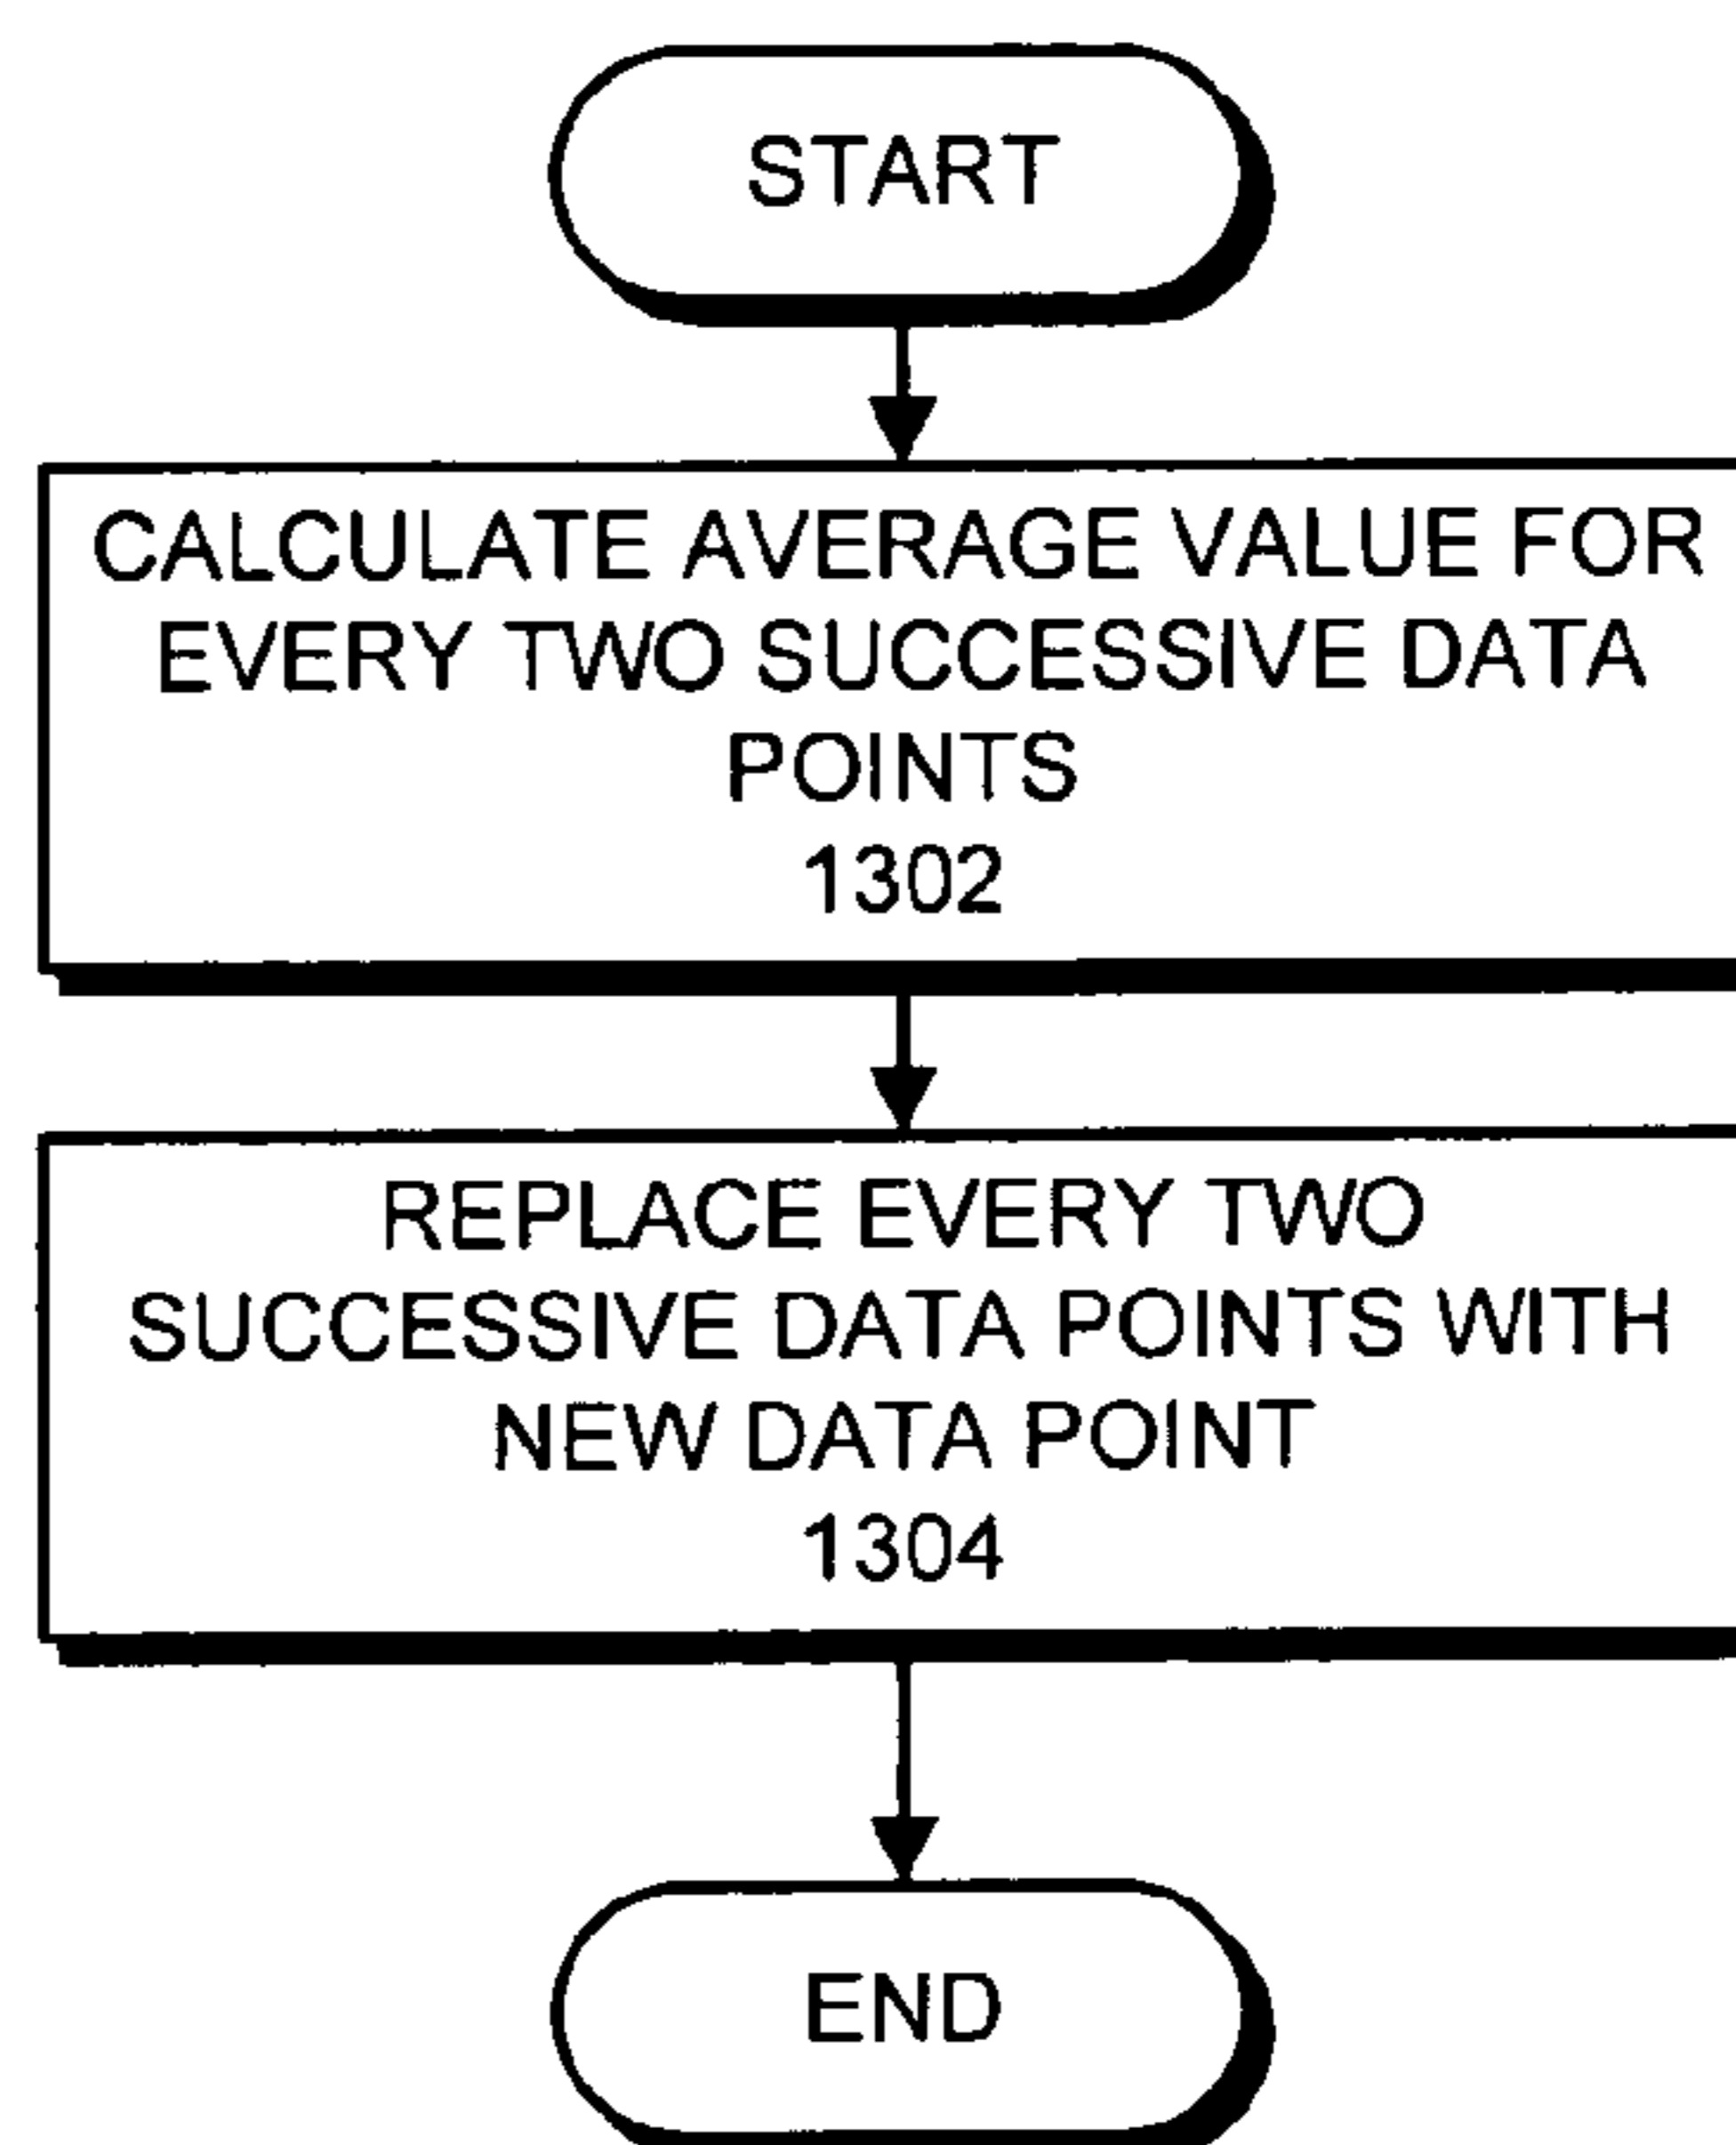 START
CALCULATE AVERAGE VALUE FOR
EVERY TWO SUCCESSIVE DATA
POINTS
1302
REPLACE EVERY TWO
SUCCESSIVE DATA POINTS WITH
NEW DATA POINT
1304
END